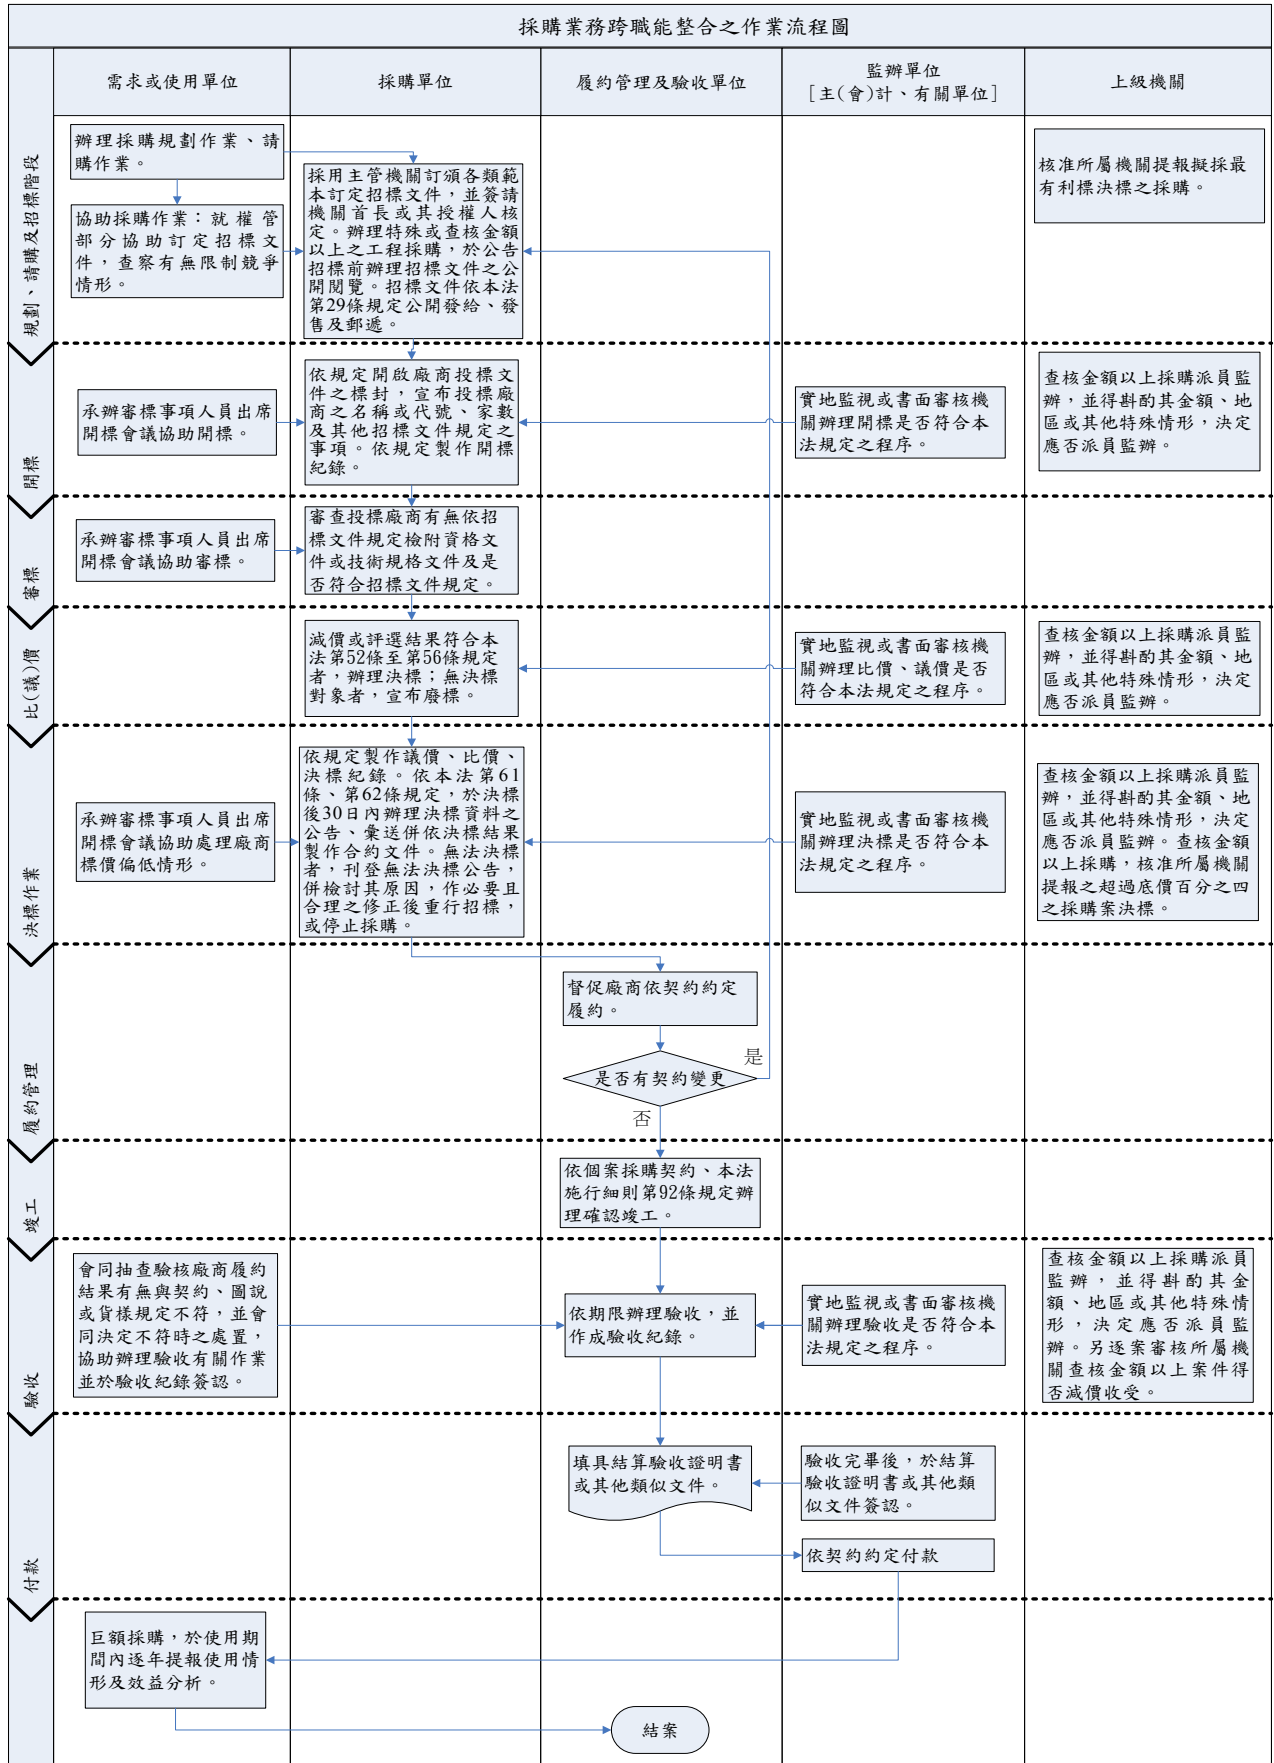 採購業務跨職能整合之作業流程圖
需求或使用單位
採購單位
履約管理及驗收單位
監辦單位
[主(會)計、有關單位]
上級機關
規劃、請購及招標階段
辦理採購規劃作業、請
購作業。
協助採購作業：就權管
部分協助訂定招標文
件，查察有無限制競爭
情形。
採用主管機關訂頒各類範
本訂定招標文件，並簽請
機關首長或其授權人核
定。辦理特殊或查核金額
以上之工程採購，於公告
招標前辦理招標文件之公
開閱覽。招標文件依本法
第29條規定公開發給、發
售及郵遞。
核准所屬機關提報擬採最
有利標決標之採購。
開標
承辦審標事項人員出席
開標會議協助開標。
依規定開啟廠商投標文
件之標封，宣布投標廠
商之名稱或代號、家數
及其他招標文件規定之
事項。依規定製作開標
紀錄。
實地監視或書面審核機
關辦理開標是否符合本
法規定之程序。
查核金額以上採購派員監
辦，並得斟酌其金額、地
區或其他特殊情形，決定
應否派員監辦。
審標
承辦審標事項人員出席
開標會議協助審標。
審查投標廠商有無依招
標文件規定檢附資格文
件或技術規格文件及是
否符合招標文件規定。
比(議)價
減價或評選結果符合本
法第52條至第56條規定
者，辦理決標；無決標
對象者，宣布廢標。
實地監視或書面審核機
關辦理比價、議價是否
符合本法規定之程序。
查核金額以上採購派員監
辦，並得斟酌其金額、地
區或其他特殊情形，決定
應否派員監辦。
決標作業
承辦審標事項人員出席
開標會議協助處理廠商
標價偏低情形。
依規定製作議價、比價、
決標紀錄。依本法第61
條、第62條規定，於決標
後30日內辦理決標資料之
公告、彙送併依決標結果
製作合約文件。無法決標
者，刊登無法決標公告，
併檢討其原因，作必要且
合理之修正後重行招標，
或停止採購。
實地監視或書面審核機
關辦理決標是否符合本
法規定之程序。
查核金額以上採購派員監
辦，並得斟酌其金額、地
區或其他特殊情形，決定
應否派員監辦。查核金額
以上採購，核准所屬機關
提報之超過底價百分之四
之採購案決標。
履約管理
督促廠商依契約約定
履約。
是否有契約變更
是
否
竣工
依個案採購契約、本法
施行細則第92條規定辦
理確認竣工。
驗收
會同抽查驗核廠商履約
結果有無與契約、圖說
或貨樣規定不符，並會
同決定不符時之處置，
協助辦理驗收有關作業
並於驗收紀錄簽認。
依期限辦理驗收，並
作成驗收紀錄。
實地監視或書面審核機
關辦理驗收是否符合本
法規定之程序。
查核金額以上採購派員
監辦，並得斟酌其金
額、地區或其他特殊情
形，決定應否派員監
辦。另逐案審核所屬機
關查核金額以上案件得
否減價收受。
付款
填具結算驗收證明書
或其他類似文件。
驗收完畢後，於結算
驗收證明書或其他類
似文件簽認。
依契約約定付款
巨額採購，於使用期
間內逐年提報使用情
形及效益分析。
結案